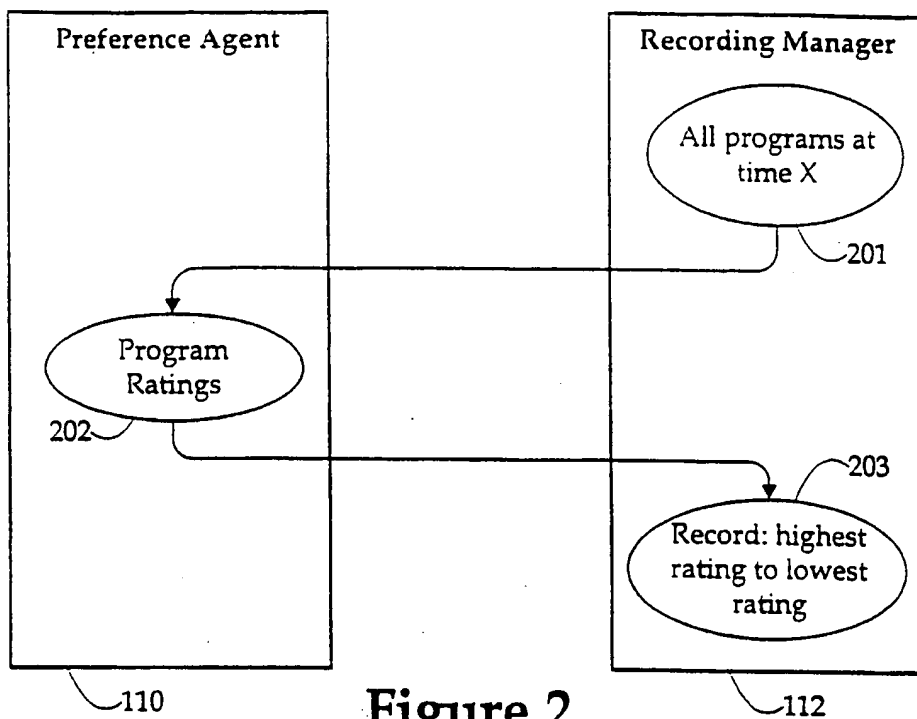 Preference Agent
Recording Manager
All programs at
time X
201
Program
Ratings
202
203
Record: highest
rating to lowest
rating
110
Figure 2
112